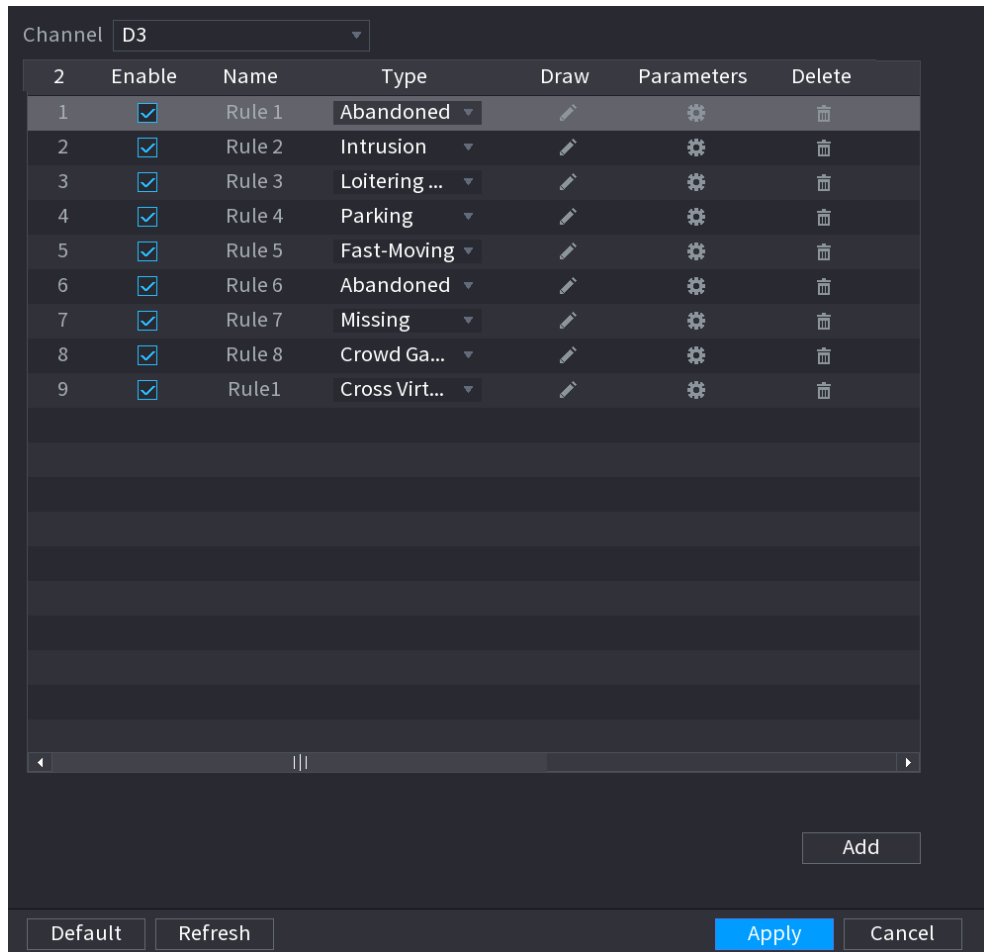 Channel D3
2 Enable Name Type Draw Parameters Delete
1 Rule 1 Abandoned
2 Rule 2 Intrusion
3 Rule 3 Loitering ...
4 Rule 4 Parking
5 Rule 5 Fast-Moving
6 Rule 6 Abandoned
7 Rule 7 Missing
8 Rule 8 Crowd Ga...
9 Rule1 Cross Virt...
Add
Default Refresh Apply Cancel